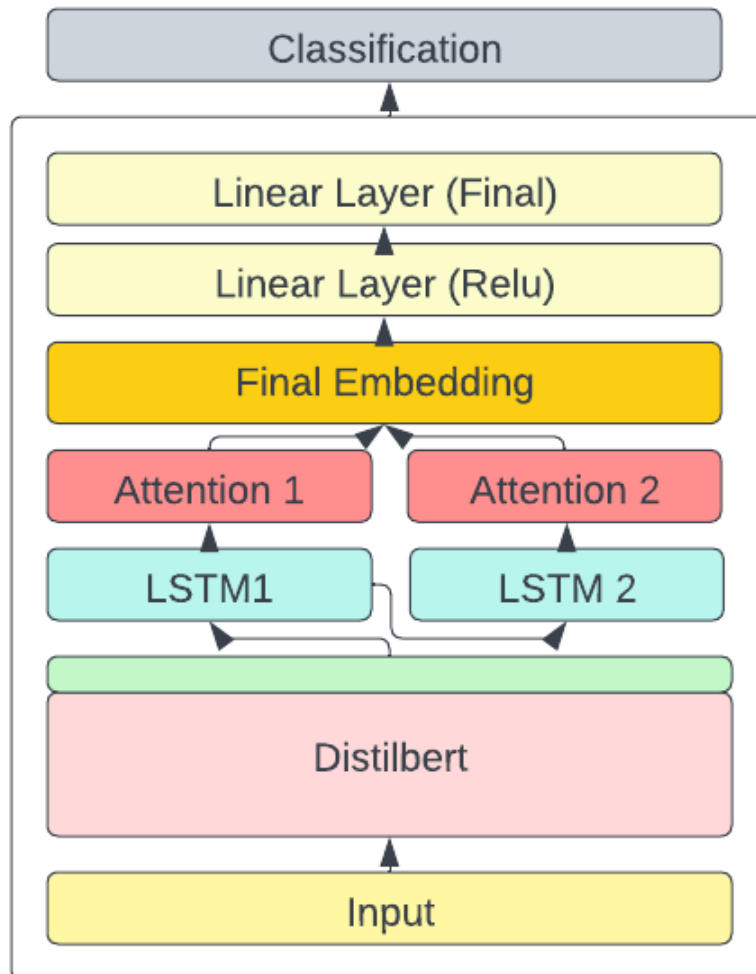 Classification
Linear Layer (Final)
Linear Layer (Relu)
Final Embedding
Attention 1
Attention 2
LSTM1
LSTM 2
Distilbert
Input